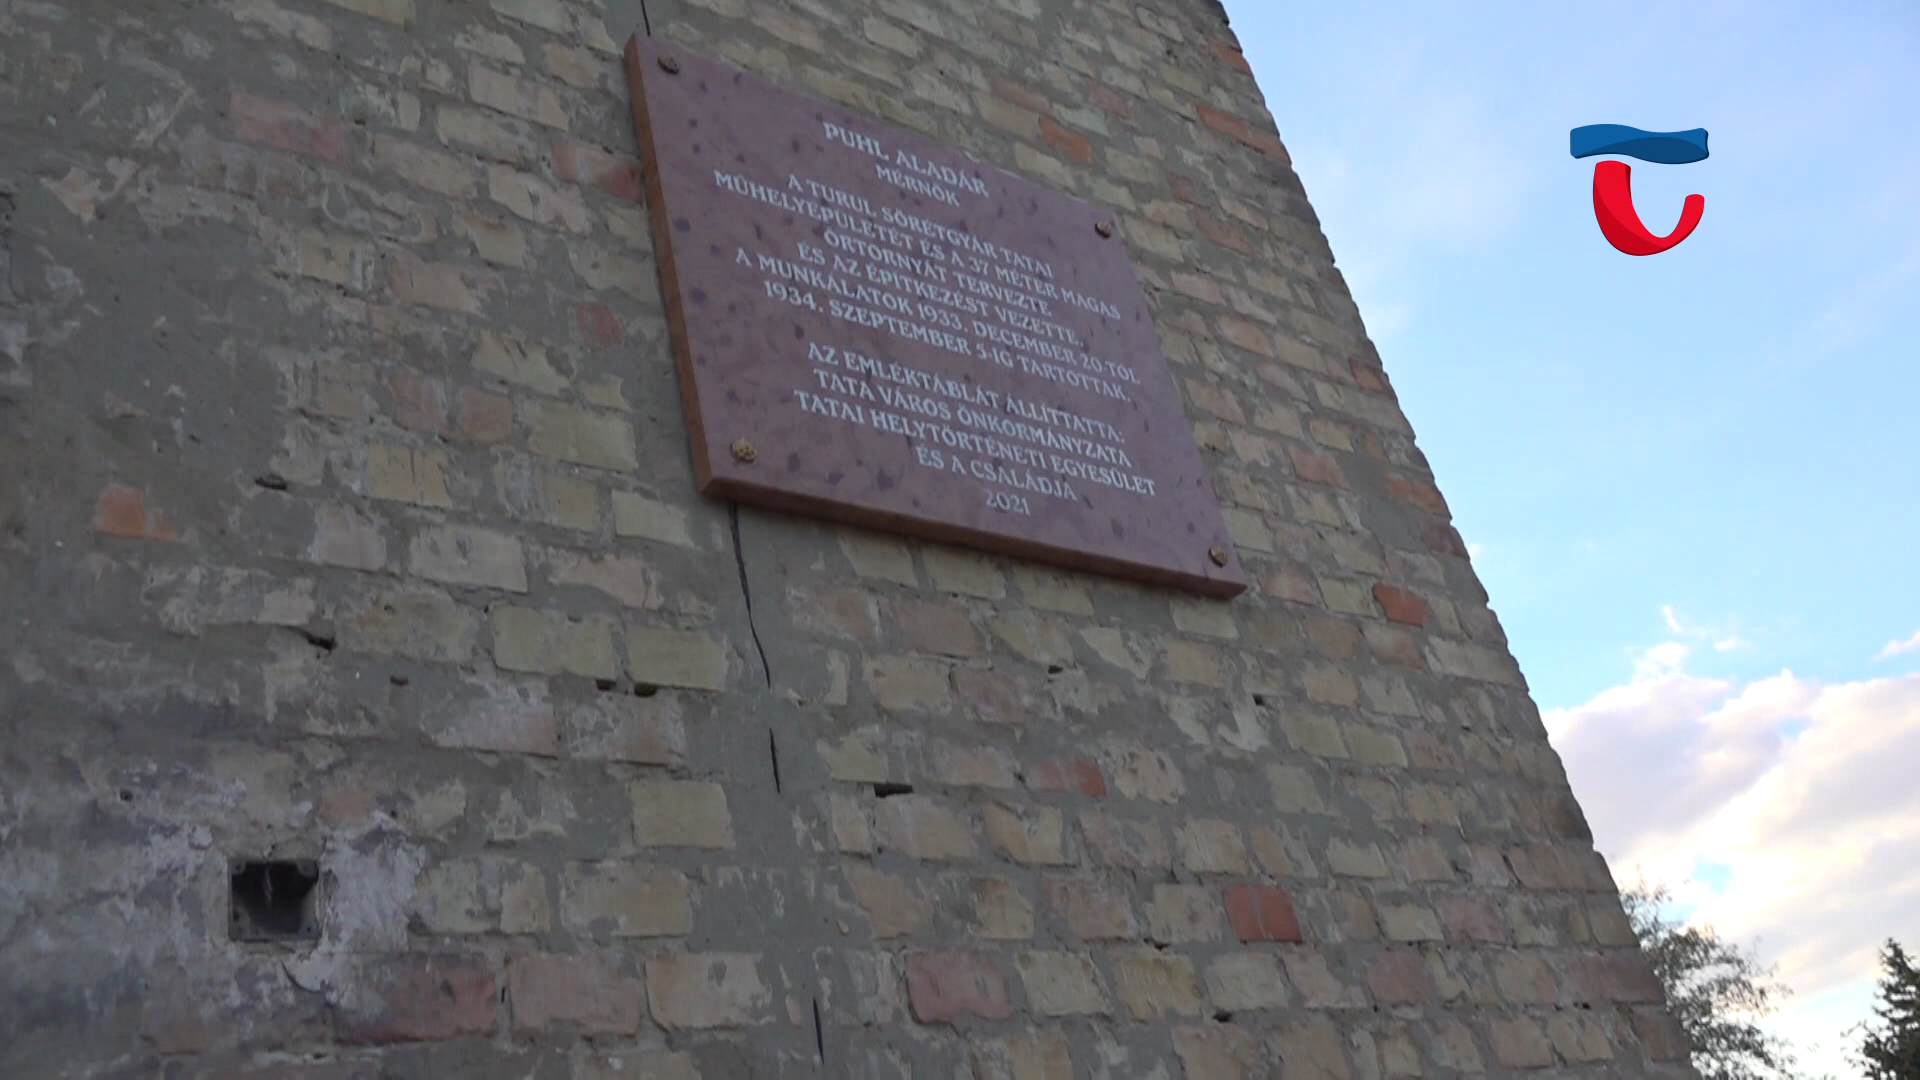 PUHL ALADÁR
MÉRNÖK
A TURUL SÖRÉTGYÁR TATAI
MŰHELYÉPÜLETÉT ÉS A 37 MÉTER MAGAS
ŐRTORNYÁT TERVEZTE
ÉS AZ ÉPÍTKEZÉST VEZETTE.
A MUNKÁLATOK 1933. DECEMBER 20-TÓL
1934. SZEPTEMBER 5-IG TARTOTTAK.
AZ EMLÉKTÁBLÁT ÁLLÍTTATTA:
TATA VÁROS ÖNKORMÁNYZATA
TATAI HELYTÖRTÉNETI EGYESÜLET
ÉS A CSALÁDJA
2021